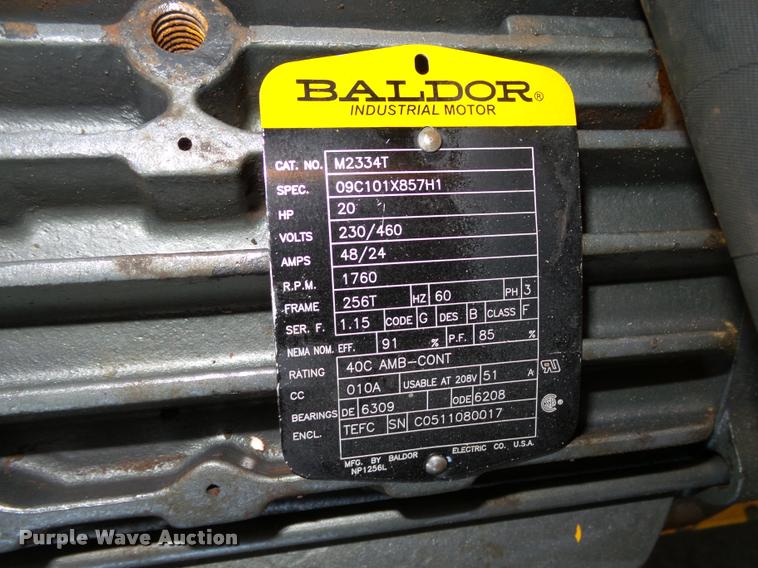 BALDOR®
INDUSTRIAL MOTOR
CAT. NO. M2334T
SPEC. 09C101X857H1
HP 20
VOLTS 230/460
AMPS 48/24
R.P.M. 1760
FRAME 256T HZ 60 PH 3
SER. F. 1.15 CODE G DES B CLASS F
NEMA NOM. EFF. 91 % P.F. 85 %
RATING 40C AMB-CONT
CC 010A USABLE AT 208V 51 A
BEARINGS DE 6309 ODE 6208
ENCL. TEFC SN C0511080017
MFG. BY BALDOR ELECTRIC CO. U.S.A.
NP1256L
Purple Wave Auction